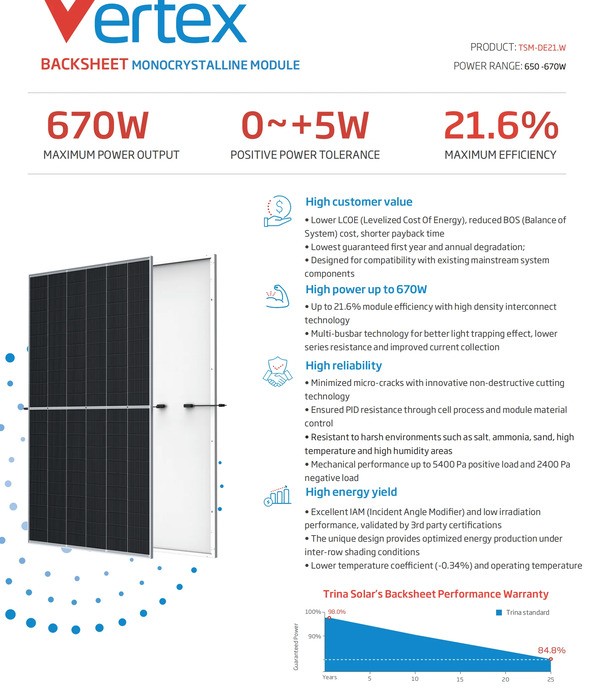 Vertex
BACKSHEET MONOCRYSTALLINE MODULE
PRODUCT: TSM-DE21.W
POWER RANGE: 650 -670W
670W
MAXIMUM POWER OUTPUT
0~+5W
POSITIVE POWER TOLERANCE
21.6%
MAXIMUM EFFICIENCY
High customer value
• Lower LCOE (Levelized Cost Of Energy), reduced BOS (Balance of
System) cost, shorter payback time
• Lowest guaranteed first year and annual degradation;
• Designed for compatibility with existing mainstream system
components
High power up to 670W
• Up to 21.6% module efficiency with high density interconnect
technology
• Multi-busbar technology for better light trapping effect, lower
series resistance and improved current collection
High reliability
• Minimized micro-cracks with innovative non-destructive cutting
technology
• Ensured PID resistance through cell process and module material
control
• Resistant to harsh environments such as salt, ammonia, sand, high
temperature and high humidity areas
• Mechanical performance up to 5400 Pa positive load and 2400 Pa
negative load
High energy yield
• Excellent IAM (Incident Angle Modifier) and low irradiation
performance, validated by 3rd party certifications
• The unique design provides optimized energy production under
inter-row shading conditions
• Lower temperature coefficient (-0.34%) and operating temperature
Trina Solar's Backsheet Performance Warranty
100%
98.0%
Trina standard
90%
Guaranteed Power
84.8%
Years
5
10
15
20
25